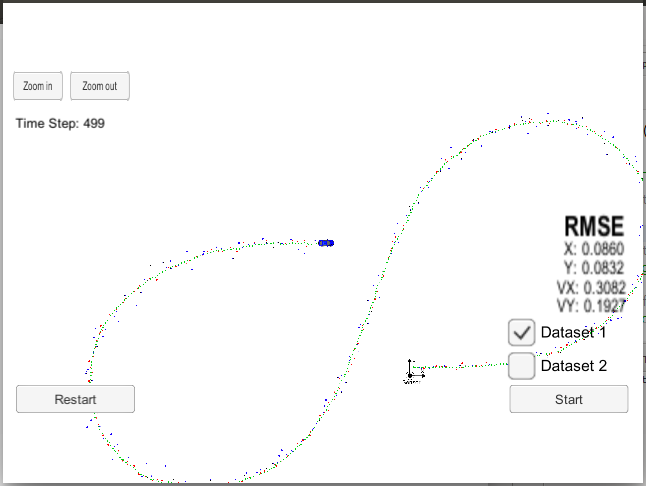 Zoom in
Zoom out
Time Step: 499
RMSE
X: 0.0860
Y: 0.0832
VX: 0.3082
VY: 0.1927
Dataset 1
Dataset 2
Restart
Start